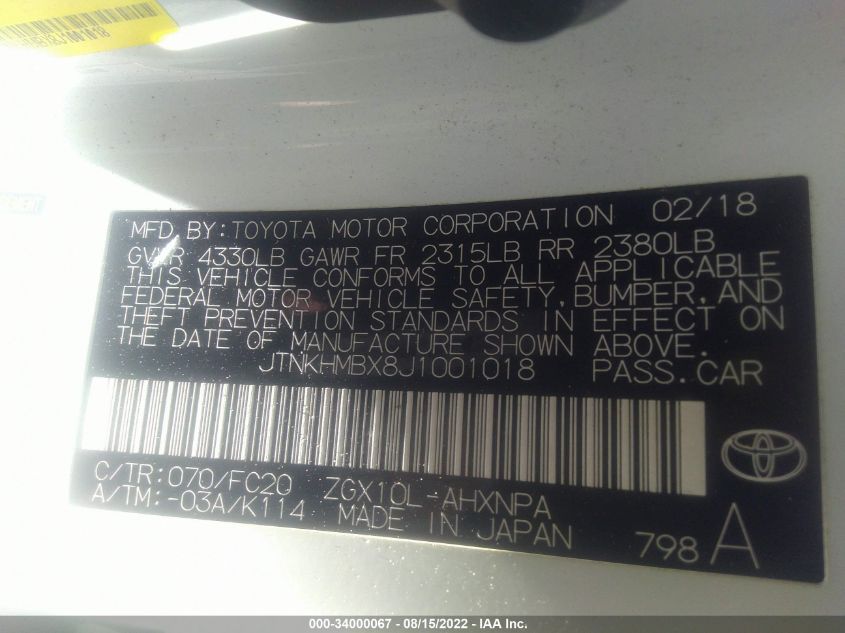 J1001018
MFD BY:TOYOTA MOTOR CORPORATION 02/18
GVWR 4330LB GAWR FR 2315LB RR 2380LB
THIS VEHICLE CONFORMS TO ALL APPLICABLE
FEDERAL MOTOR VEHICLE SAFETY,BUMPER,AND
THEFT PREVENTION STANDARDS IN EFFECT ON
THE DATE OF MANUFACTURE SHOWN ABOVE.
JTNKHMBX8J1001018 PASS.CAR
C/TR:070/FC20 ZGX10L-AHXNPA
A/TM:-03A/K114 MADE IN JAPAN 798 A
000-34000067 - 08/15/2022 - IAA Inc.